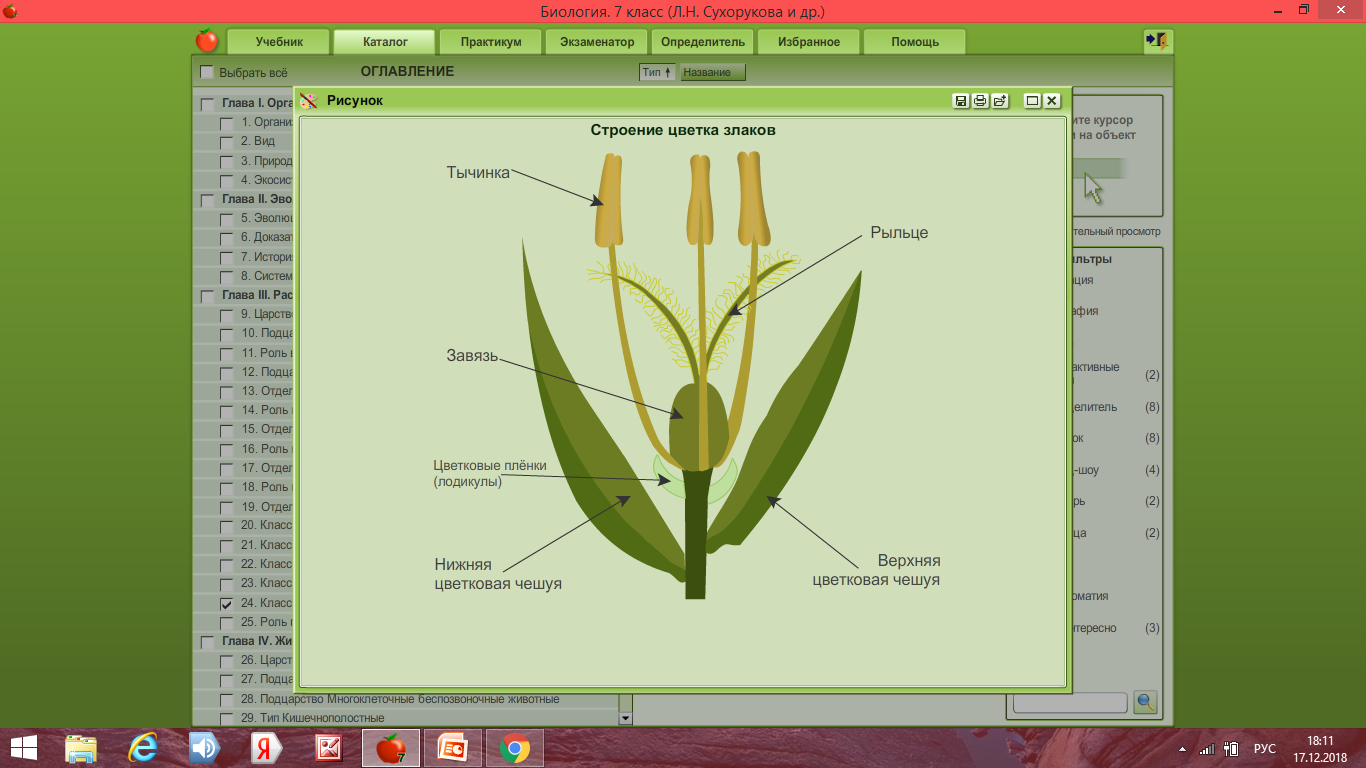 Биология. 7 класс (Л.Н. Сухорукова и др.)
Учебник
Каталог
Практикум
Экзаменатор
Определитель
Избранное
Помощь
Выбрать всё
ОГЛАВЛЕНИЕ
Тип
Название
Глава I.
1.
2. Вид
3.
4.
Глава II.
5.
6.
7.
8.
Глава III.
9.
10.
11. Роль
12.
13.
14. Роль
15.
16. Роль
17.
18. Роль
19.
20. Класс
21. Класс
22. Класс
23. Класс
24. Класс
25. Роль
Глава IV.
26.
27.
28. Подцарство Многоклеточные беспозвоночные животные
29. Тип Кишечнополостные
Рисунок
Строение цветка злаков
Тычинка
Рыльце
Завязь
Цветковые плёнки
(лодикулы)
Нижняя
цветковая чешуя
Верхняя
цветковая чешуя
курсор
на объект
просмотр
(2)
(8)
(8)
(4)
(2)
(2)
(3)
7
РУС
18:11
17.12.2018